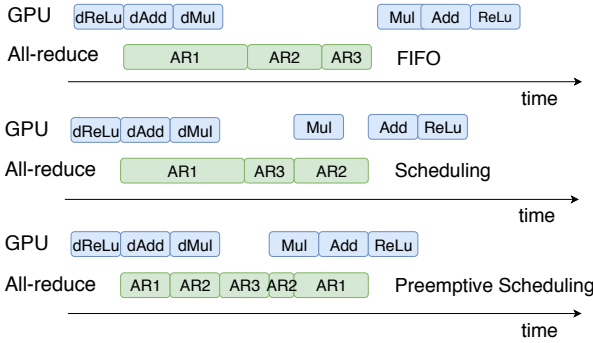 GPU dReLu dAdd dMul Mul Add ReLu
All-reduce AR1 AR2 AR3 FIFO
time
GPU dReLu dAdd dMul Mul Add ReLu
All-reduce AR1 AR3 AR2 Scheduling
time
GPU dReLu dAdd dMul Mul Add ReLu
All-reduce AR1 AR2 AR3 AR2 AR1 Preemptive Scheduling
time